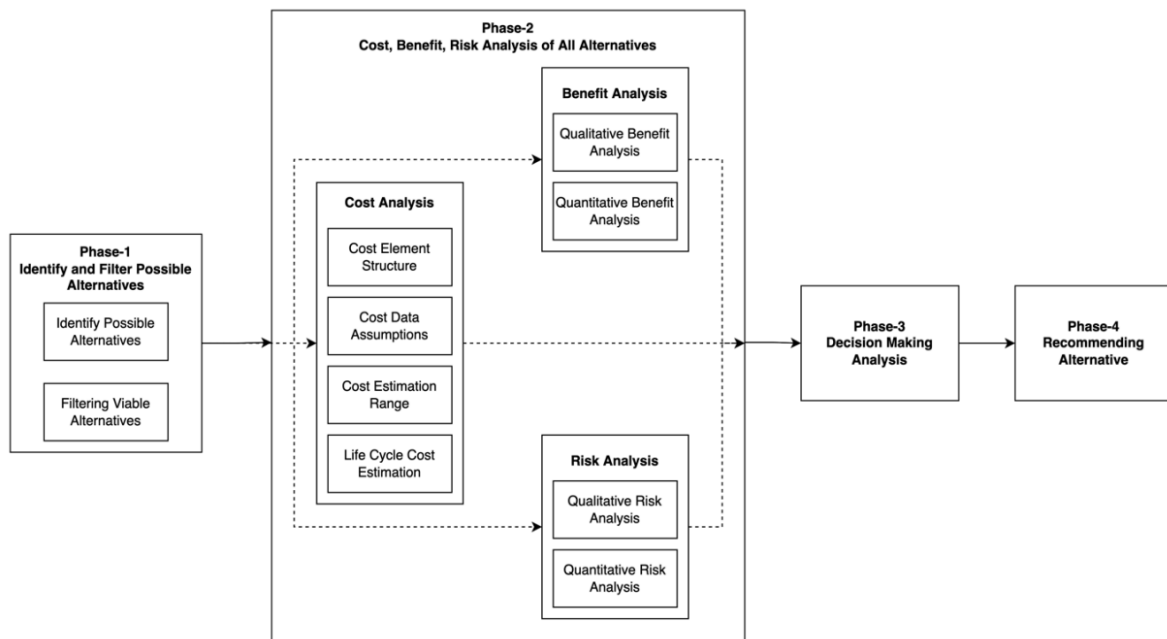 Phase-1
Identify and Filter Possible
Alternatives
Identify Possible
Alternatives
Filtering Viable
Alternatives
Phase-2
Cost, Benefit, Risk Analysis of All Alternatives
Cost Analysis
Cost Element
Structure
Cost Data
Assumptions
Cost Estimation
Range
Life Cycle Cost
Estimation
Benefit Analysis
Qualitative Benefit
Analysis
Quantitative Benefit
Analysis
Risk Analysis
Qualitative Risk
Analysis
Quantitative Risk
Analysis
Phase-3
Decision Making
Analysis
Phase-4
Recommending
Alternative